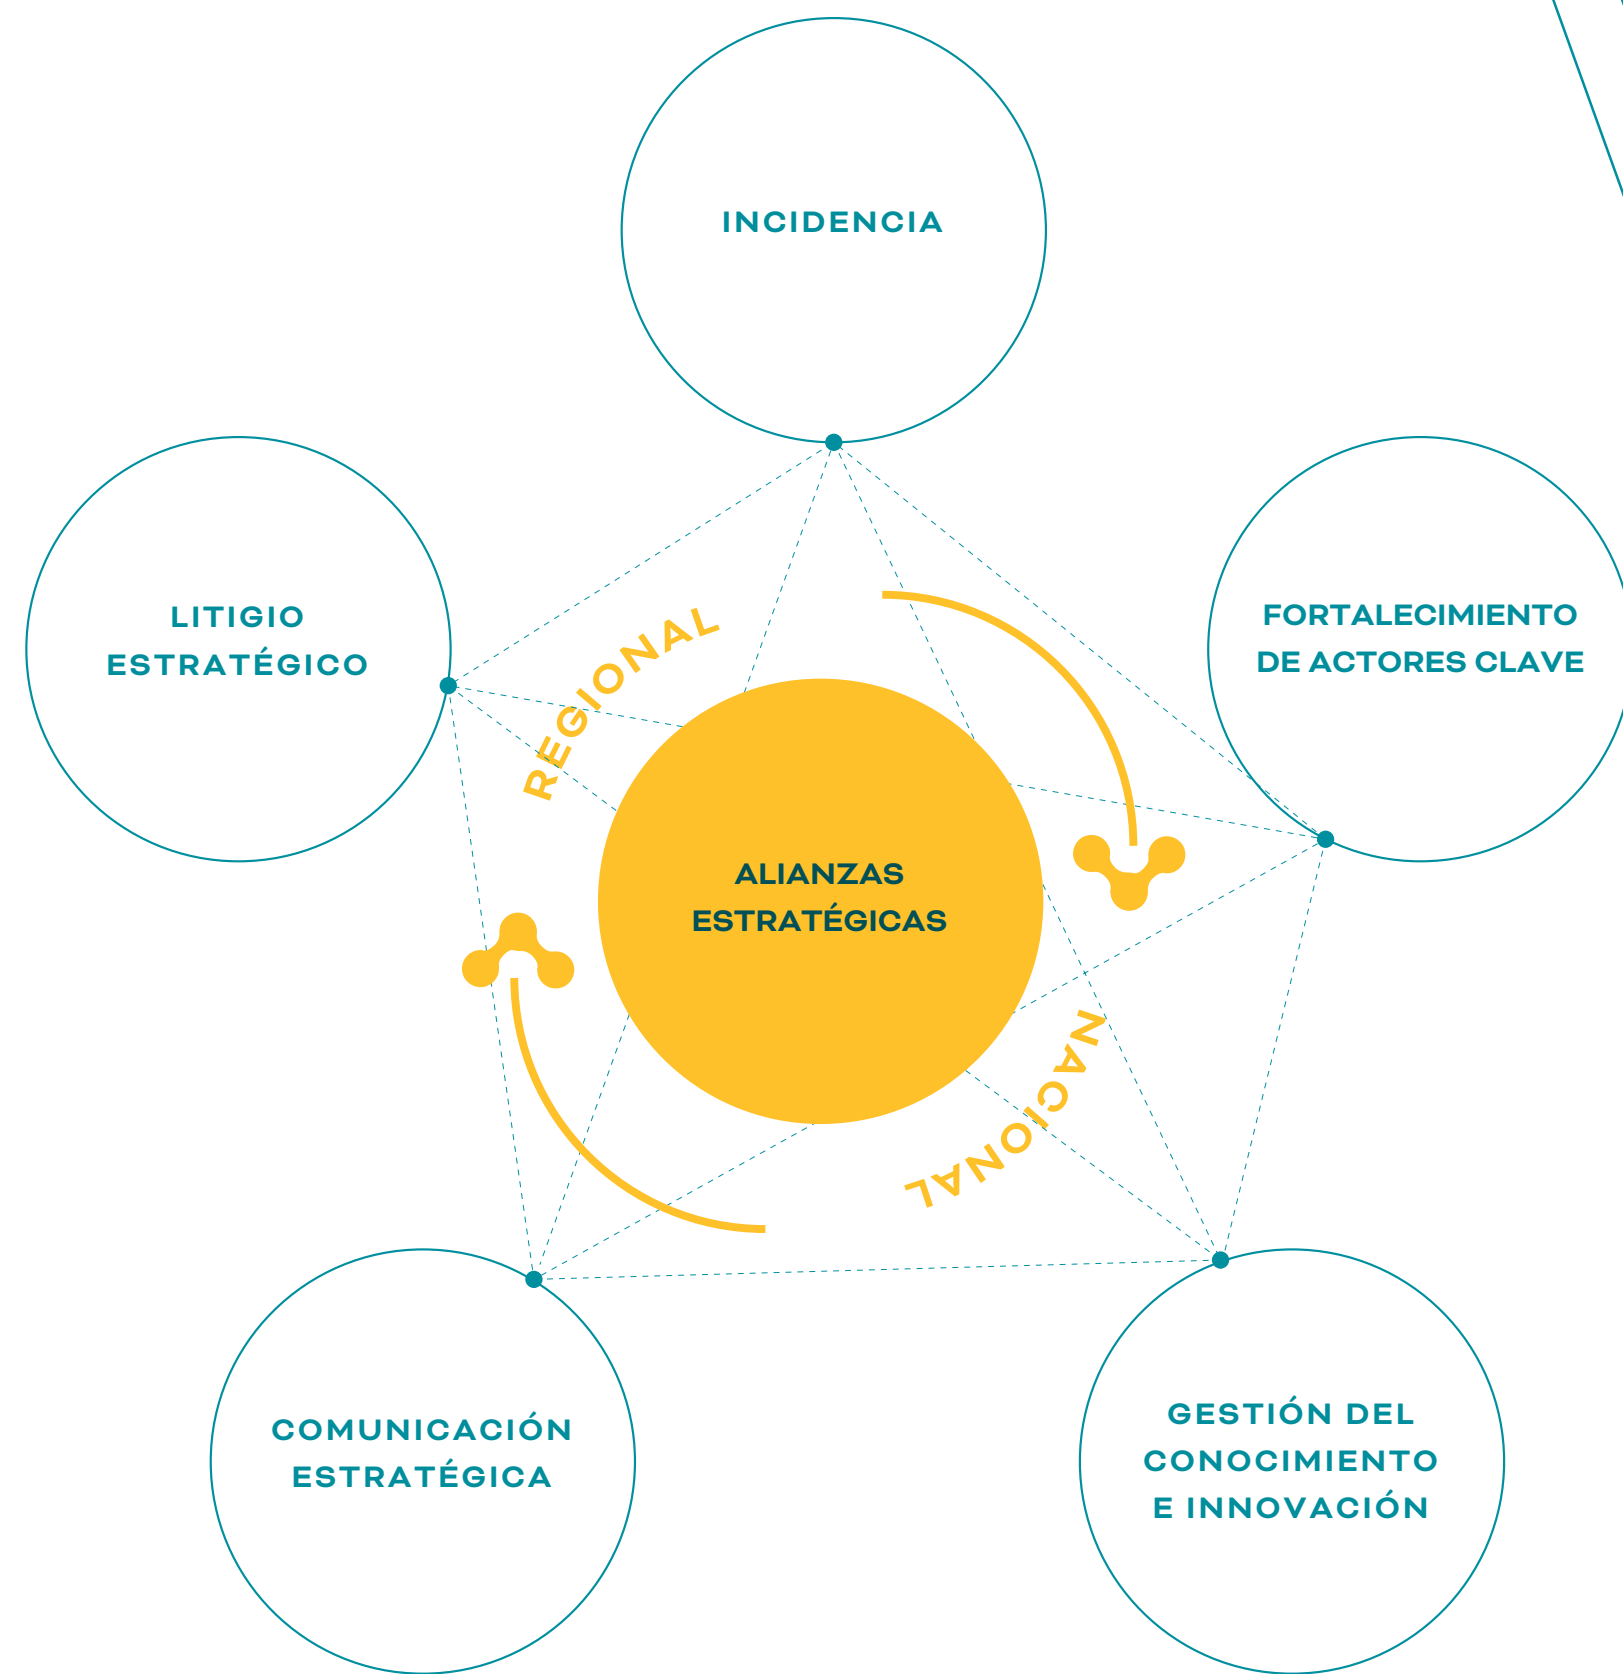 INCIDENCIA
LITIGIO
ESTRATÉGICO
FORTALECIMIENTO
DE ACTORES CLAVE
REGIONAL
ALIANZAS
ESTRATÉGICAS
NACIONAL
COMUNICACIÓN
ESTRATÉGICA
GESTIÓN DEL
CONOCIMIENTO
E INNOVACIÓN